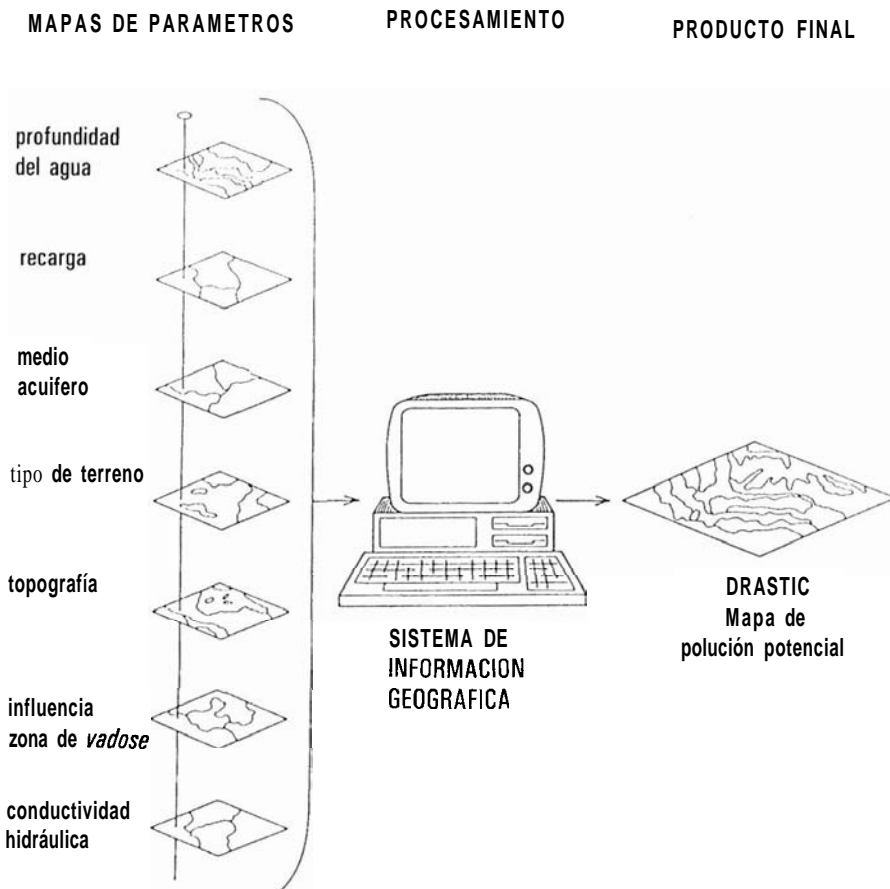 MAPAS DE PARAMETROS
PROCESAMIENTO
PRODUCTO FINAL
profundidad
del agua
recarga
medio
acuifero
tipo de terreno
topografía
influencia
zona de vadose
conductividad
hidráulica
SISTEMA DE
INFORMACION
GEOGRAFICA
DRASTIC
Mapa de
polución potencial